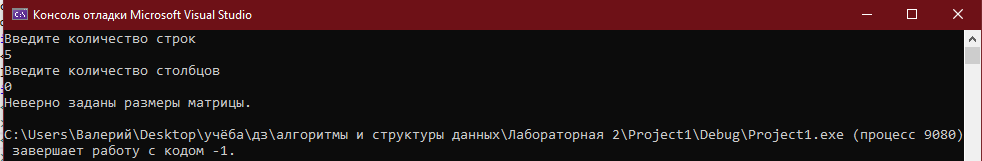 Консоль отладки Microsoft Visual Studio
Введите количество строк
5
Введите количество столбцов
0
Неверно заданы размеры матрицы.
C:\Users\Валерий\Desktop\учёба\дз\алгоритмы и структуры данных\Лабораторная 2\Project1\Debug\Project1.exe (процесс 9080)
завершает работу с кодом -1.